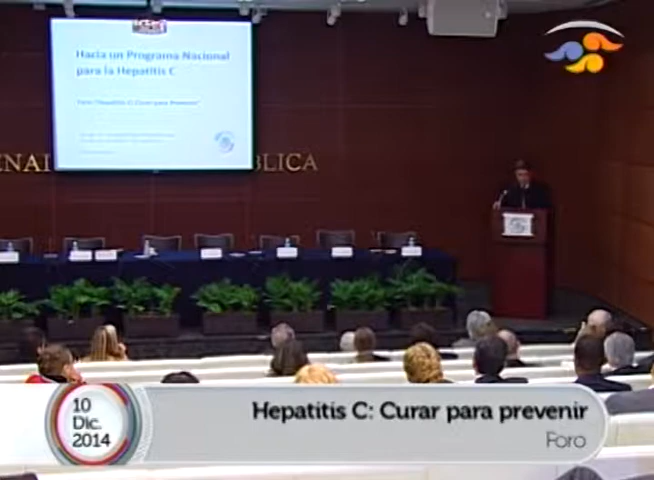 Hacia un Programa Nacional
para la Hepatitis C
Foro "Hepatitis C: Curar para Prevenir"
BLICA
10
Dic.
2014
Hepatitis C: Curar para prevenir
Foro